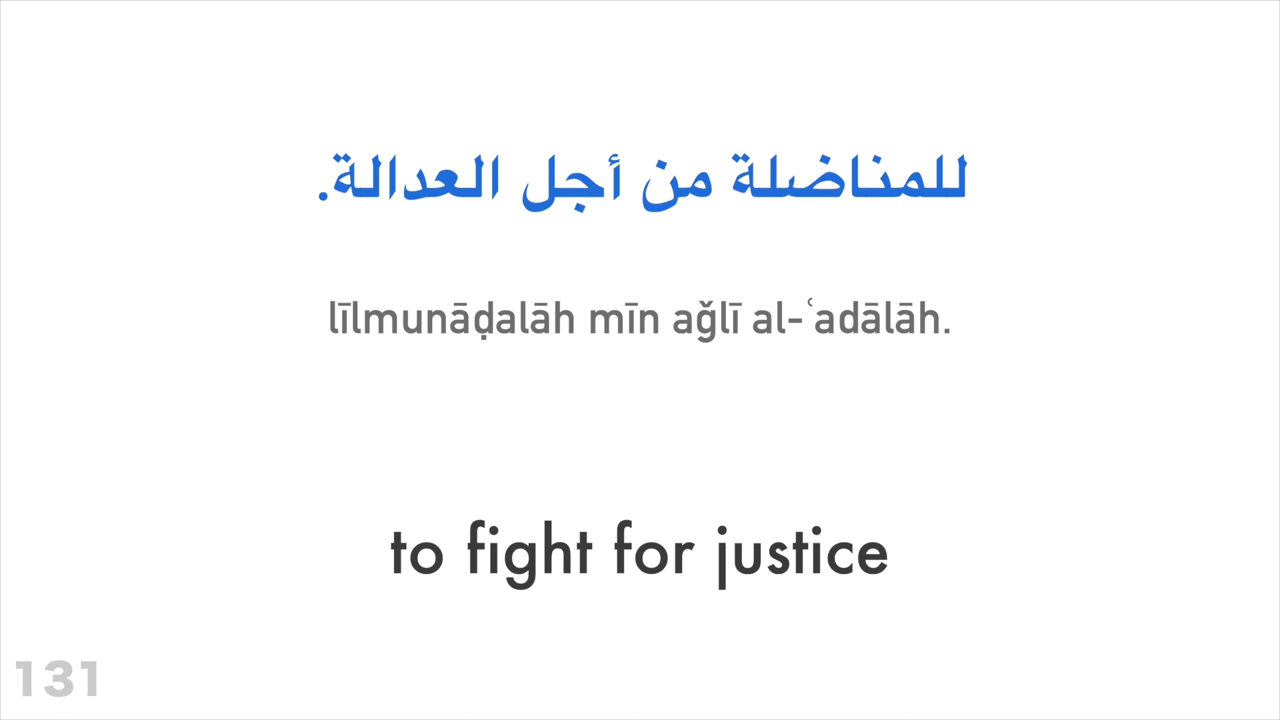 للمناضلة من أجل العدالة.
līlmunāḍalāh mīn aǧlī al-ʿadālāh.
to fight for justice
131